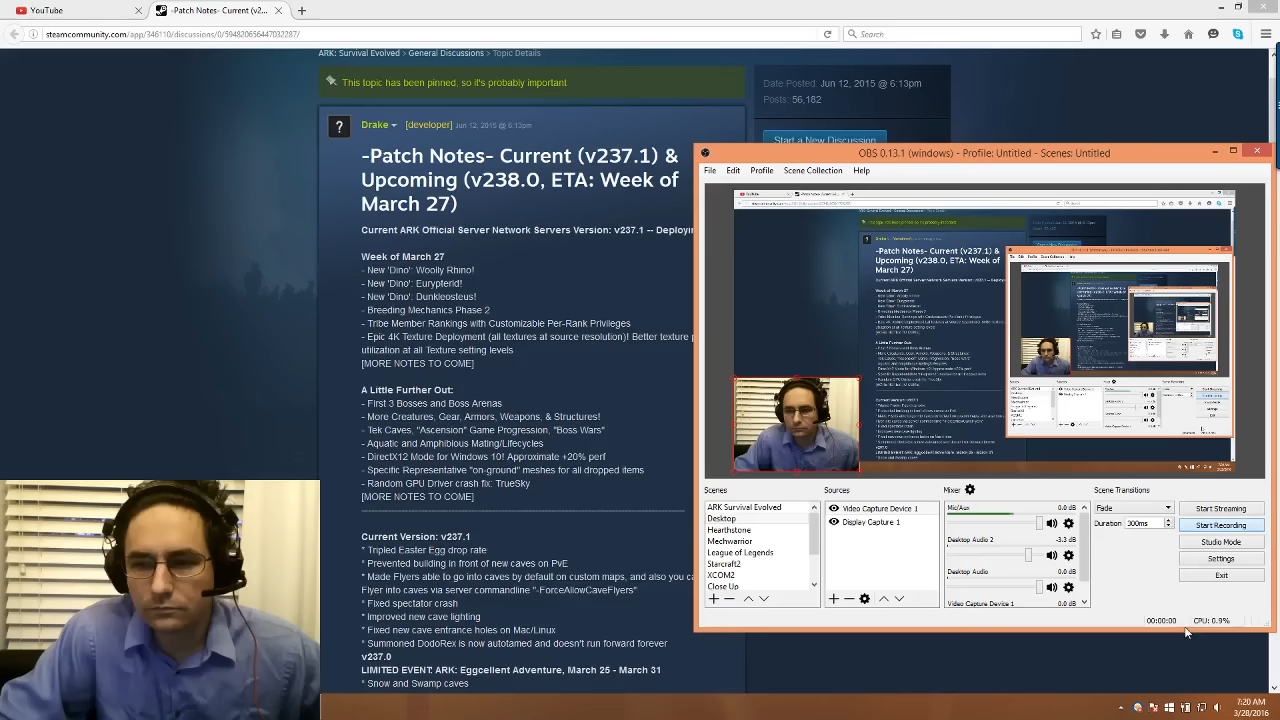 YouTube
-Patch Notes- Current (v2...
steamcommunity.com/app/346110/discussions/0/594820656447032287/
Search
ARK: Survival Evolved > General Discussions > Topic Details
This topic has been pinned, so it's probably important
Date Posted: Jun 12, 2015 @ 6:13pm
Posts: 56,182
Start a New Discussion
Drake [developer] Jun 12, 2015 @ 6:13pm
-Patch Notes- Current (v237.1) &
Upcoming (v238.0, ETA: Week of
March 27)
Current ARK Official Server Network Servers Version: v237.1 -- Deployin
Week of March 27
- New 'Dino': Woolly Rhino!
- New 'Dino': Eurypterid!
- New 'Dino': Dunkleosteus!
- Breeding Mechanics Phase 2
- Tribe Member Rankings with Customizable Per-Rank Privileges
- Epic 4K Texture Deployment (all textures at source resolution)! Better texture p
utilization at all Texture setting levels
[MORE NOTES TO COME]
A Little Further Out:
- First 3 Bosses and Boss Arenas
- More Creatures, Gear, Armors, Weapons, & Structures!
- Tek Caves, "Ascension" Game Progression, "Boss Wars"
- Aquatic and Amphibious Mating/Lifecycles
- DirectX12 Mode for Windows 10! Approximate +20% perf
- Specific Representative "on-ground" meshes for all dropped items
- Random GPU Driver crash fix: TrueSky
[MORE NOTES TO COME]
Current Version: v237.1
* Tripled Easter Egg drop rate
* Prevented building in front of new caves on PvE
* Made Flyers able to go into caves by default on custom maps, and also you ca
Flyer into caves via server commandline "-ForceAllowCaveFlyers"
* Fixed spectator crash
* Improved new cave lighting
* Fixed new cave entrance holes on Mac/Linux
* Summoned DodoRex is now autotamed and doesn't run forward forever
v237.0
LIMITED EVENT: ARK: Eggcellent Adventure, March 25 - March 31
* Snow and Swamp caves
OBS 0.13.1 (windows) - Profile: Untitled - Scenes: Untitled
File Edit Profile Scene Collection Help
-Patch Notes- Current (v237.1) &
Upcoming (v238.0, ETA: Week of
March 27)
Scenes
ARK Survival Evolved
Desktop
Hearthstone
Mechwarrior
League of Legends
Starcraft2
XCOM2
Close Up
Sources
Video Capture Device 1
Display Capture 1
Mixer
Mic/Aux 0.0 dB
Desktop Audio 2 -3.3 dB
Desktop Audio 0.0 dB
Video Capture Device 1 0.0 dB
Scene Transitions
Fade
Duration 300ms
Start Streaming
Start Recording
Studio Mode
Settings
Exit
00:00:00 CPU: 0.9%
7:20 AM
3/28/2016